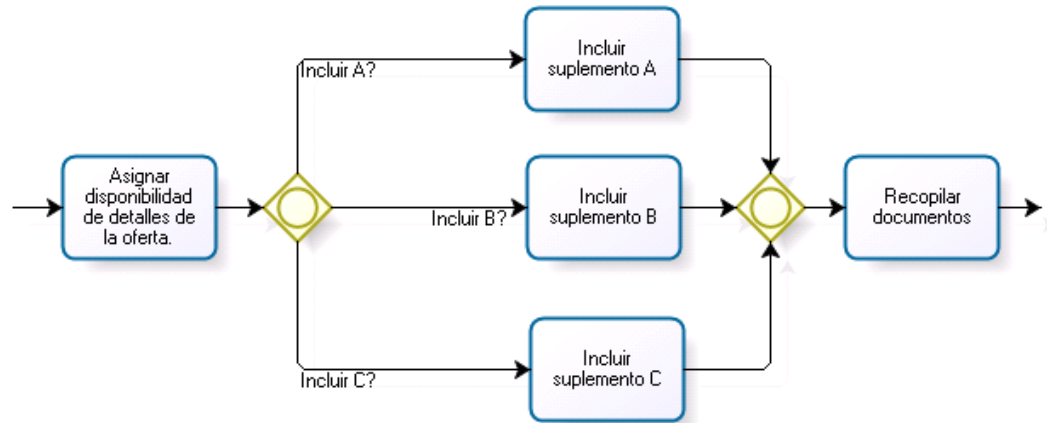 Incluir
suplemento A
Incluir A?
Asignar
disponibilidad
de detalles de
la oferta.
Incluir B?
Incluir
suplemento B
Recopilar
documentos
Incluir C?
Incluir
suplemento C